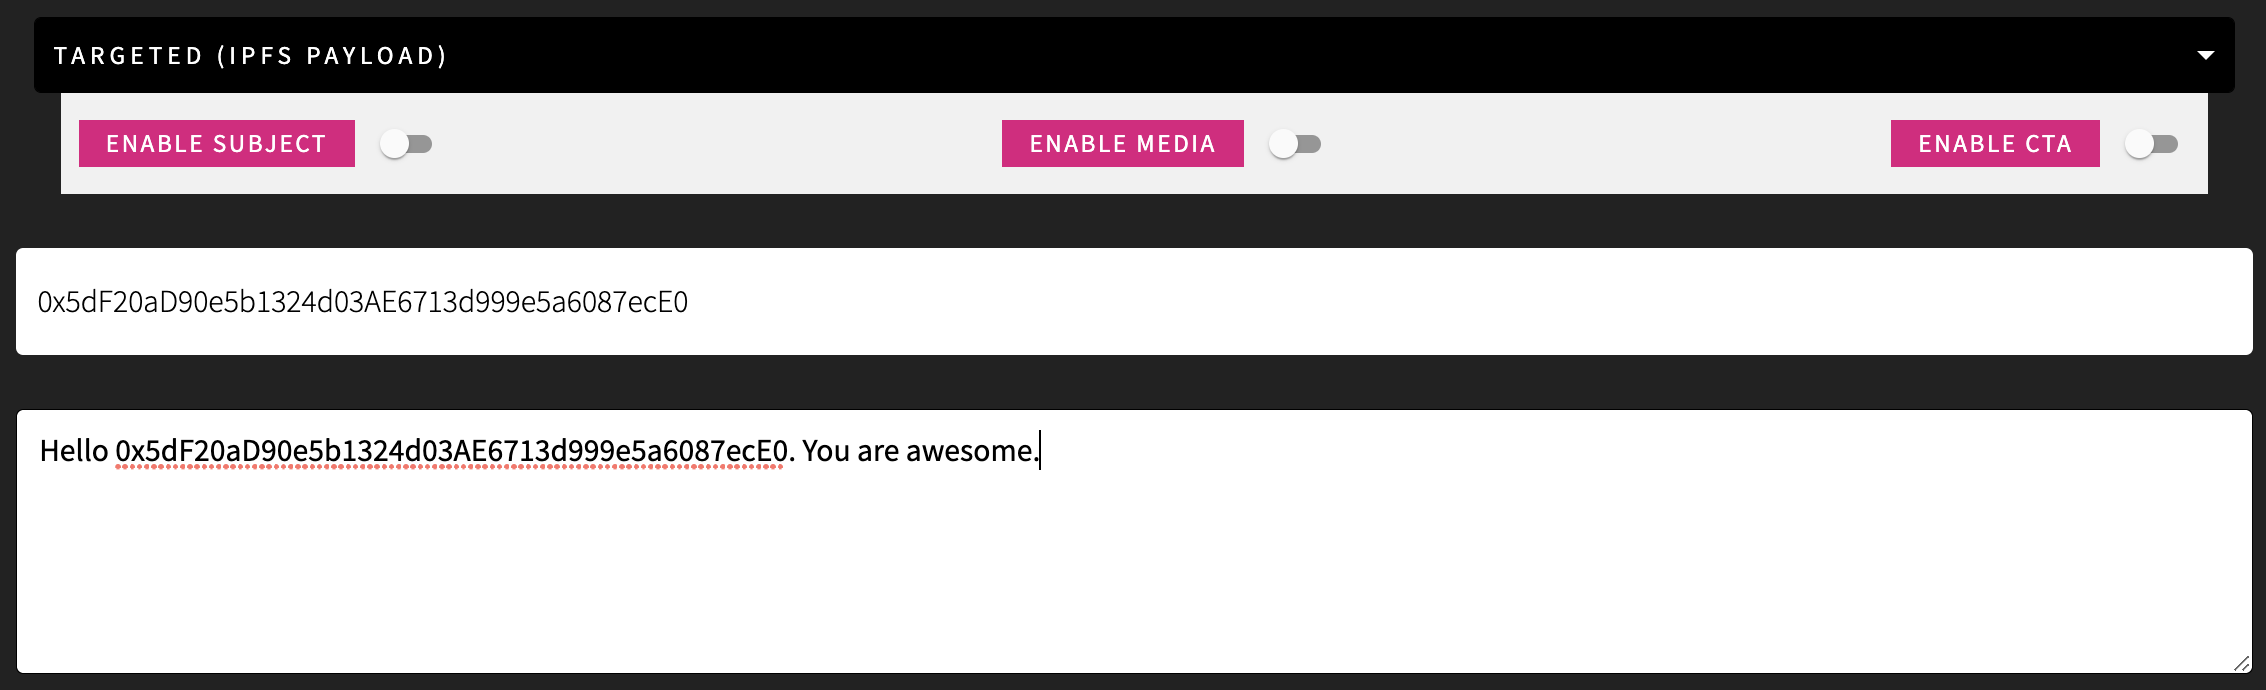 TARGETED (IPFS PAYLOAD)
ENABLE SUBJECT
ENABLE MEDIA
ENABLE CTA
0x5dF20aD90e5b1324d03AE6713d999e5a6087ecE0
Hello 0x5dF20aD90e5b1324d03AE6713d999e5a6087ecE0. You are awesome.